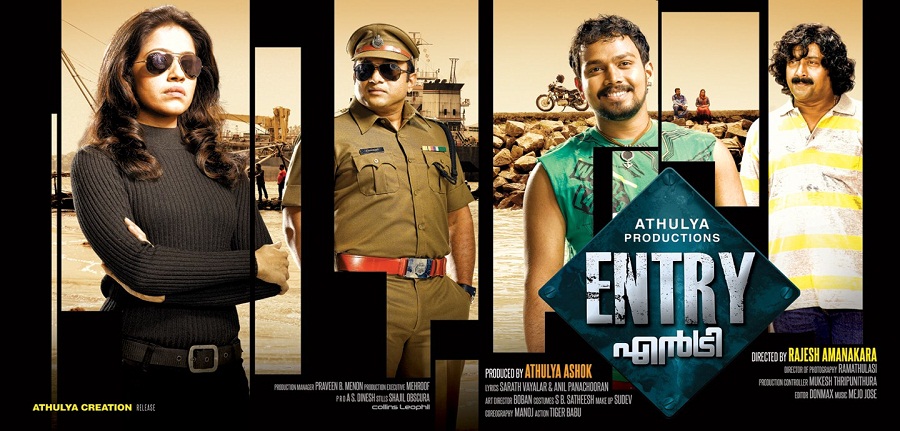 ATHULYA
PRODUCTIONS
ENTRY
എൻട്രി
DIRECTED BY RAJESH AMANAKARA
DIRECTOR OF PHOTOGRAPHY RAMATHULASI
PRODUCTION CONTROLLER MUKESH THRIPUNITHURA
EDITOR DONMAX MUSIC MEJO JOSE
PRODUCED BY ATHULYA ASHOK
LYRICS SARATH VAYALAR & ANIL PANACHOORAN
ART DIRECTOR BOBAN COSTUMES S B. SATHEESH MAKE UP SUDEV
COREOGRAPHY MANOJ ACTION TIGER BABU
PRODUCTION MANAGER PRAVEEN B. MENON PRODUCTION EXECUTIVE MEHROOF
P R O A S. DINESH STILLS SHAJIL OBSCURA
collins Leophil
ATHULYA CREATION RELEASE